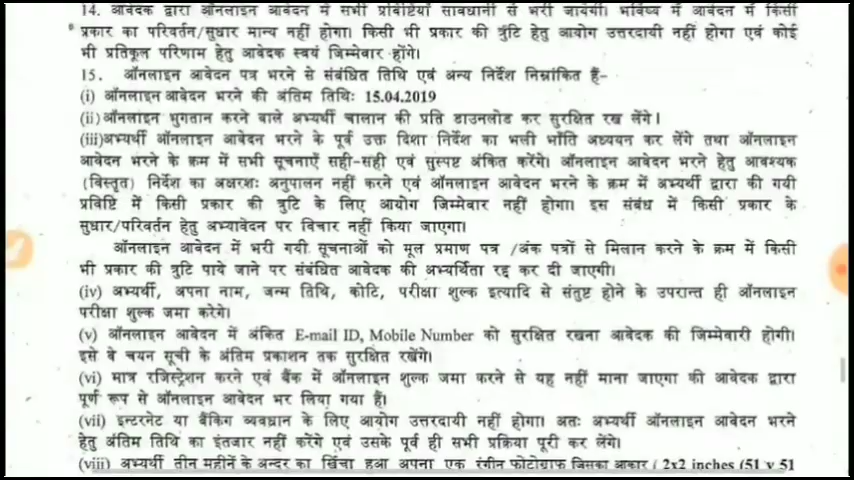 14. आवेदक द्वारा ऑनलाइन आवेदन में सभी प्रविष्टियाँ सावधानी से भरी जायेगी। भविष्य में आवेदन में किसी
प्रकार का परिवर्तन/सुधार मान्य नहीं होगा। किसी भी प्रकार की त्रुटि हेतु आयोग उत्तरदायी नहीं होगा एवं कोई
भी प्रतिकूल परिणाम हेतु आवेदक स्वयं जिम्मेवार होंगे।
15. ऑनलाइन आवेदन पत्र भरने से संबंधित तिथि एवं अन्य निर्देश निम्नांकित हैं-
(i) ऑनलाइन आवेदन भरने की अंतिम तिथिः 15.04.2019
(ii) ऑनलाइन भुगतान करने वाले अभ्यर्थी चालान की प्रति डाउनलोड कर सुरक्षित रख लेंगे।
(iii)अभ्यर्थी ऑनलाइन आवेदन भरने के पूर्व उक्त दिशा निर्देश का भली भाँति अध्ययन कर लेंगे तथा ऑनलाइन
आवेदन भरने के क्रम में सभी सूचनाएँ सही-सही एवं सुस्पष्ट अंकित करेंगे। ऑनलाइन आवेदन भरने हेतु आवश्यक
(विस्तृत) निर्देश का अक्षरशः अनुपालन नहीं करने एवं ऑनलाइन आवेदन भरने के क्रम में अभ्यर्थी द्वारा की गयी
प्रविष्टि में किसी प्रकार की त्रुटि के लिए आयोग जिम्मेवार नहीं होगा। इस संबंध में किसी प्रकार के
सुधार/परिवर्तन हेतु अभ्यावेदन पर विचार नहीं किया जाएगा।
ऑनलाइन आवेदन में भरी गयी सूचनाओं को मूल प्रमाण पत्र /अंक पत्रों से मिलान करने के क्रम में किसी
भी प्रकार की त्रुटि पाये जाने पर संबंधित आवेदक की अभ्यर्थिता रद्द कर दी जाएगी।
(iv) अभ्यर्थी, अपना नाम, जन्म तिथि, कोटि, परीक्षा शुल्क इत्यादि से संतुष्ट होने के उपरान्त ही ऑनलाइन
परीक्षा शुल्क जमा करेगे।
(v) ऑनलाइन आवेदन में अंकित E-mail ID, Mobile Number को सुरक्षित रखना आवेदक की जिम्मेवारी होगी।
इसे वे चयन सूची के अंतिम प्रकाशन तक सुरक्षित रखेंगे।
(vi) मात्र रजिस्ट्रेशन करने एवं बैंक में ऑनलाइन शुल्क जमा करने से यह नहीं माना जाएगा की आवेदक द्वारा
पूर्ण रूप से ऑनलाइन आवेदन भर लिया गया है।
(vii) इन्टरनेट या बैंकिंग व्यवधान के लिए आयोग उत्तरदायी नहीं होगा। अतः अभ्यर्थी ऑनलाइन आवेदन भरने
हेतु अंतिम तिथि का इंतजार नहीं करेंगे एवं उसके पूर्व ही सभी प्रक्रिया पूरी कर लेंगे।
(viii) अभ्यर्थी तीन महीने के अन्दर का खिंचा हुआ अपना एक रंगीन फोटोग्राफ जिसका आकार ( 2x2 inches (51 x 51